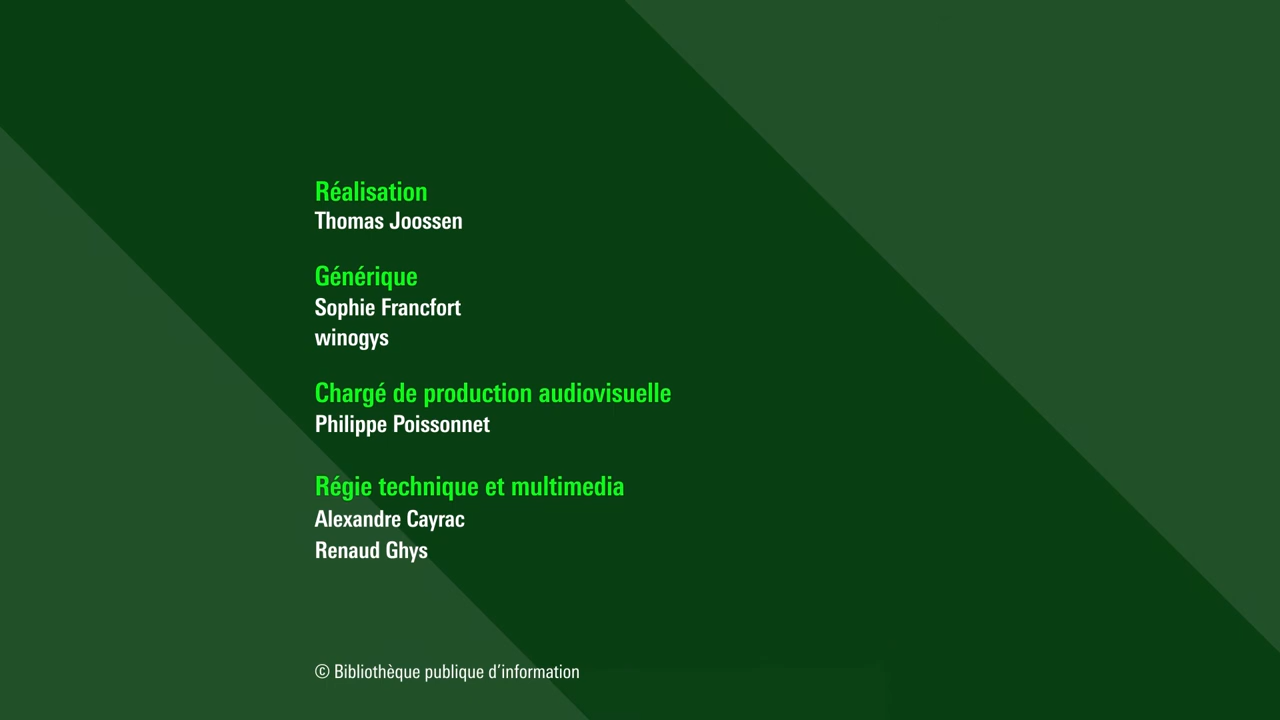 Réalisation
Thomas Joossen
Générique
Sophie Francfort
winogys
Chargé de production audiovisuelle
Philippe Poissonnet
Régie technique et multimedia
Alexandre Cayrac
Renaud Ghys
© Bibliothèque publique d’information